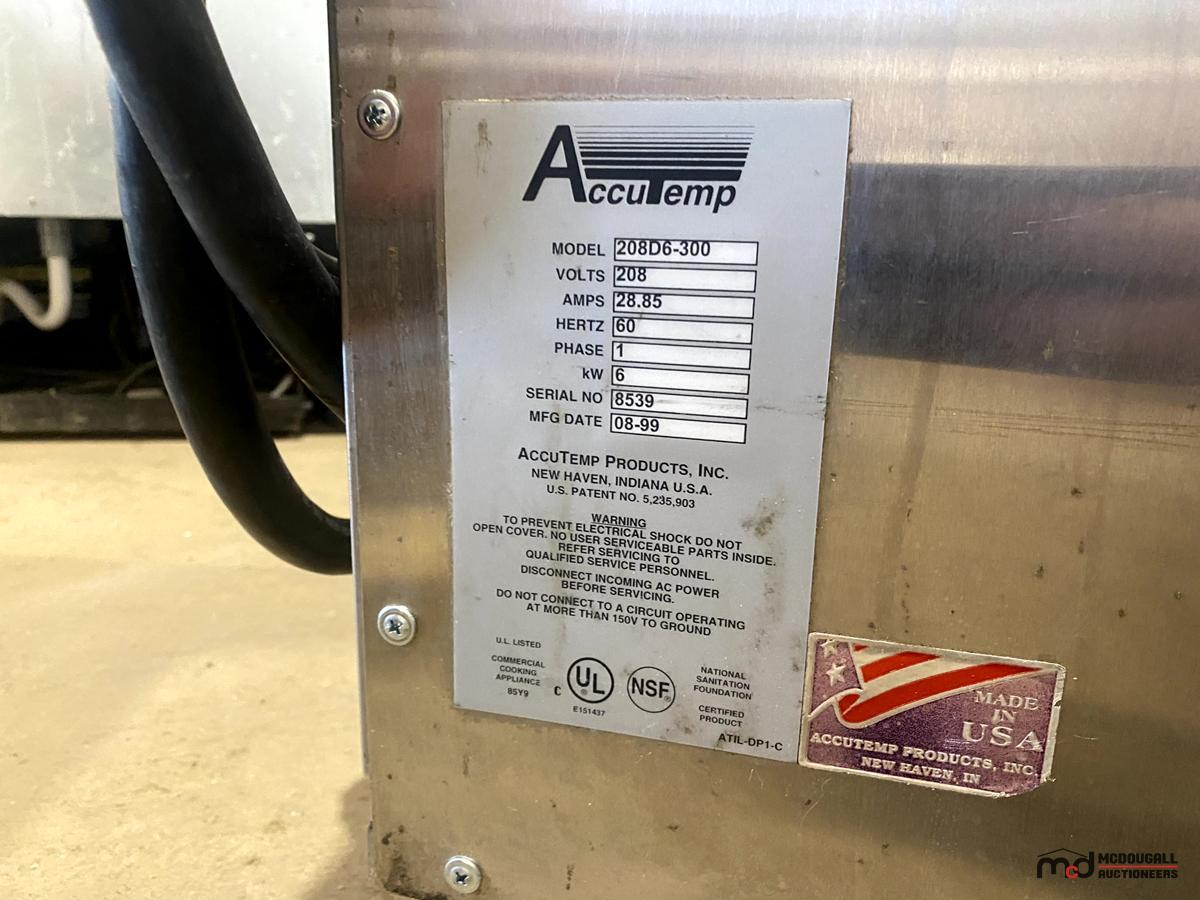 AccuTemp
MODEL 208D6-300
VOLTS 208
AMPS 28.85
HERTZ 60
PHASE 1
kW 6
SERIAL NO 8539
MFG DATE 08-99
ACCUTEMP PRODUCTS, INC.
NEW HAVEN, INDIANA U.S.A.
U.S. PATENT NO. 5,235,903
WARNING
TO PREVENT ELECTRICAL SHOCK DO NOT
OPEN COVER. NO USER SERVICEABLE PARTS INSIDE.
REFER SERVICING TO
QUALIFIED SERVICE PERSONNEL.
DISCONNECT INCOMING AC POWER
BEFORE SERVICING.
DO NOT CONNECT TO A CIRCUIT OPERATING
AT MORE THAN 150V TO GROUND
U.L. LISTED
COMMERCIAL
COOKING
APPLIANCE
85Y9
C UL
E151437
NSF
NATIONAL
SANITATION
FOUNDATION
CERTIFIED
PRODUCT
ATIL-DP1-C
MADE
IN
USA
ACCUTEMP PRODUCTS, INC.
NEW HAVEN, IN
mcd MCDOUGALL
AUCTIONEERS